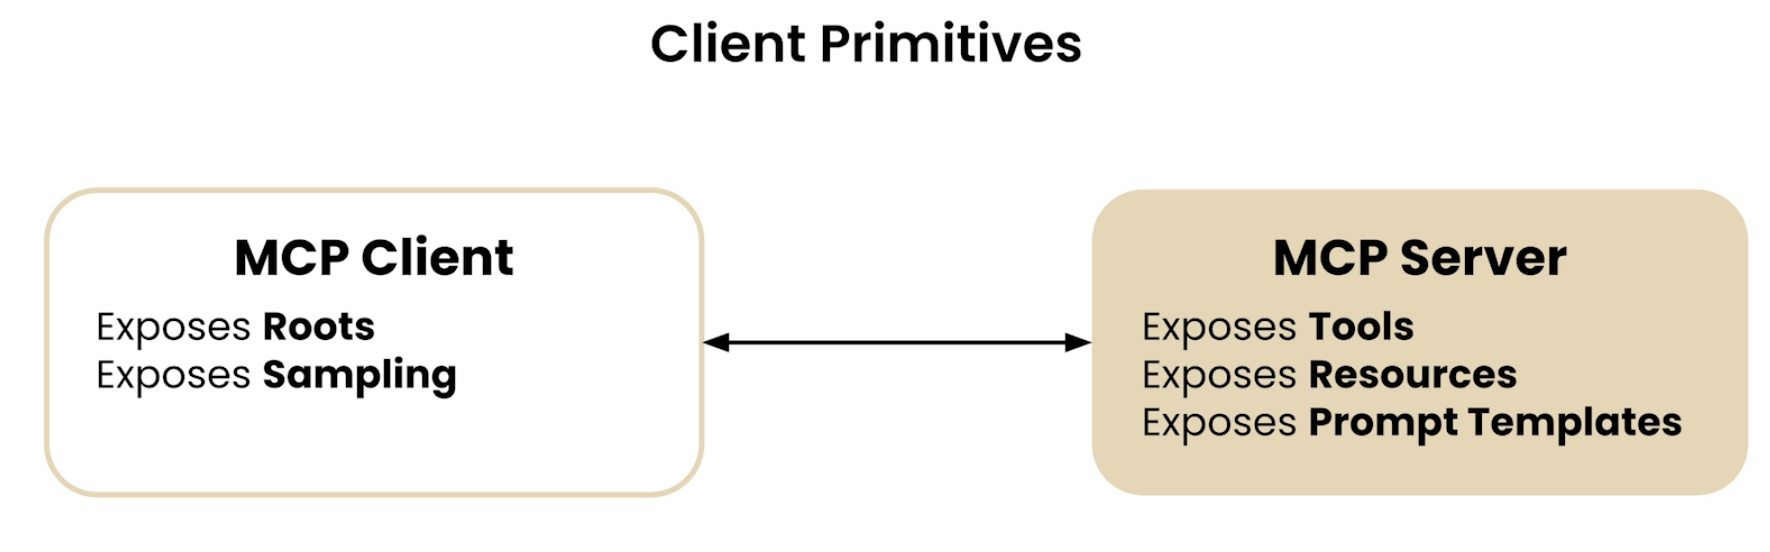 Client Primitives
MCP Client
Exposes Roots
Exposes Sampling
MCP Server
Exposes Tools
Exposes Resources
Exposes Prompt Templates